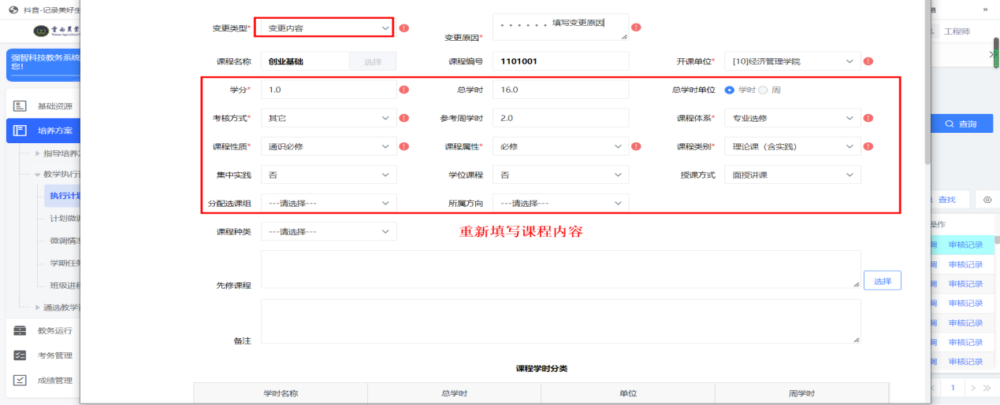 抖音-记录美好生
»
工程师
强智科技教务系统
您!
基础资源
培养方案
指导培养
教学执行
执行计划
计划微调
微调情况
学期任务
班级进程
通选教学
教务运行
考务管理
成绩管理
变更类型* 变更内容
变更原因* 。。。。。。填写变更原因
课程名称 创业基础 选择 课程编号 1101001 开课单位* [10]经济管理学院
学分* 1.0 总学时 16.0 总学时单位 学时 周
考核方式* 其它 参考周学时 2.0 课程体系* 专业选修
课程性质* 通识必修 课程属性* 必修 课程类别* 理论课（含实践）
集中实践 否 学位课程 否 授课方式 面授讲课
分配选课组 ---请选择--- 所属方向 ---请选择---
课程种类 ---请选择---
重新填写课程内容
先修课程 选择
备注
课程学时分类
学时名称 总学时 单位 周学时
查询
查找
操作
审核记录
审核记录
审核记录
审核记录
审核记录
审核记录
审核记录
1